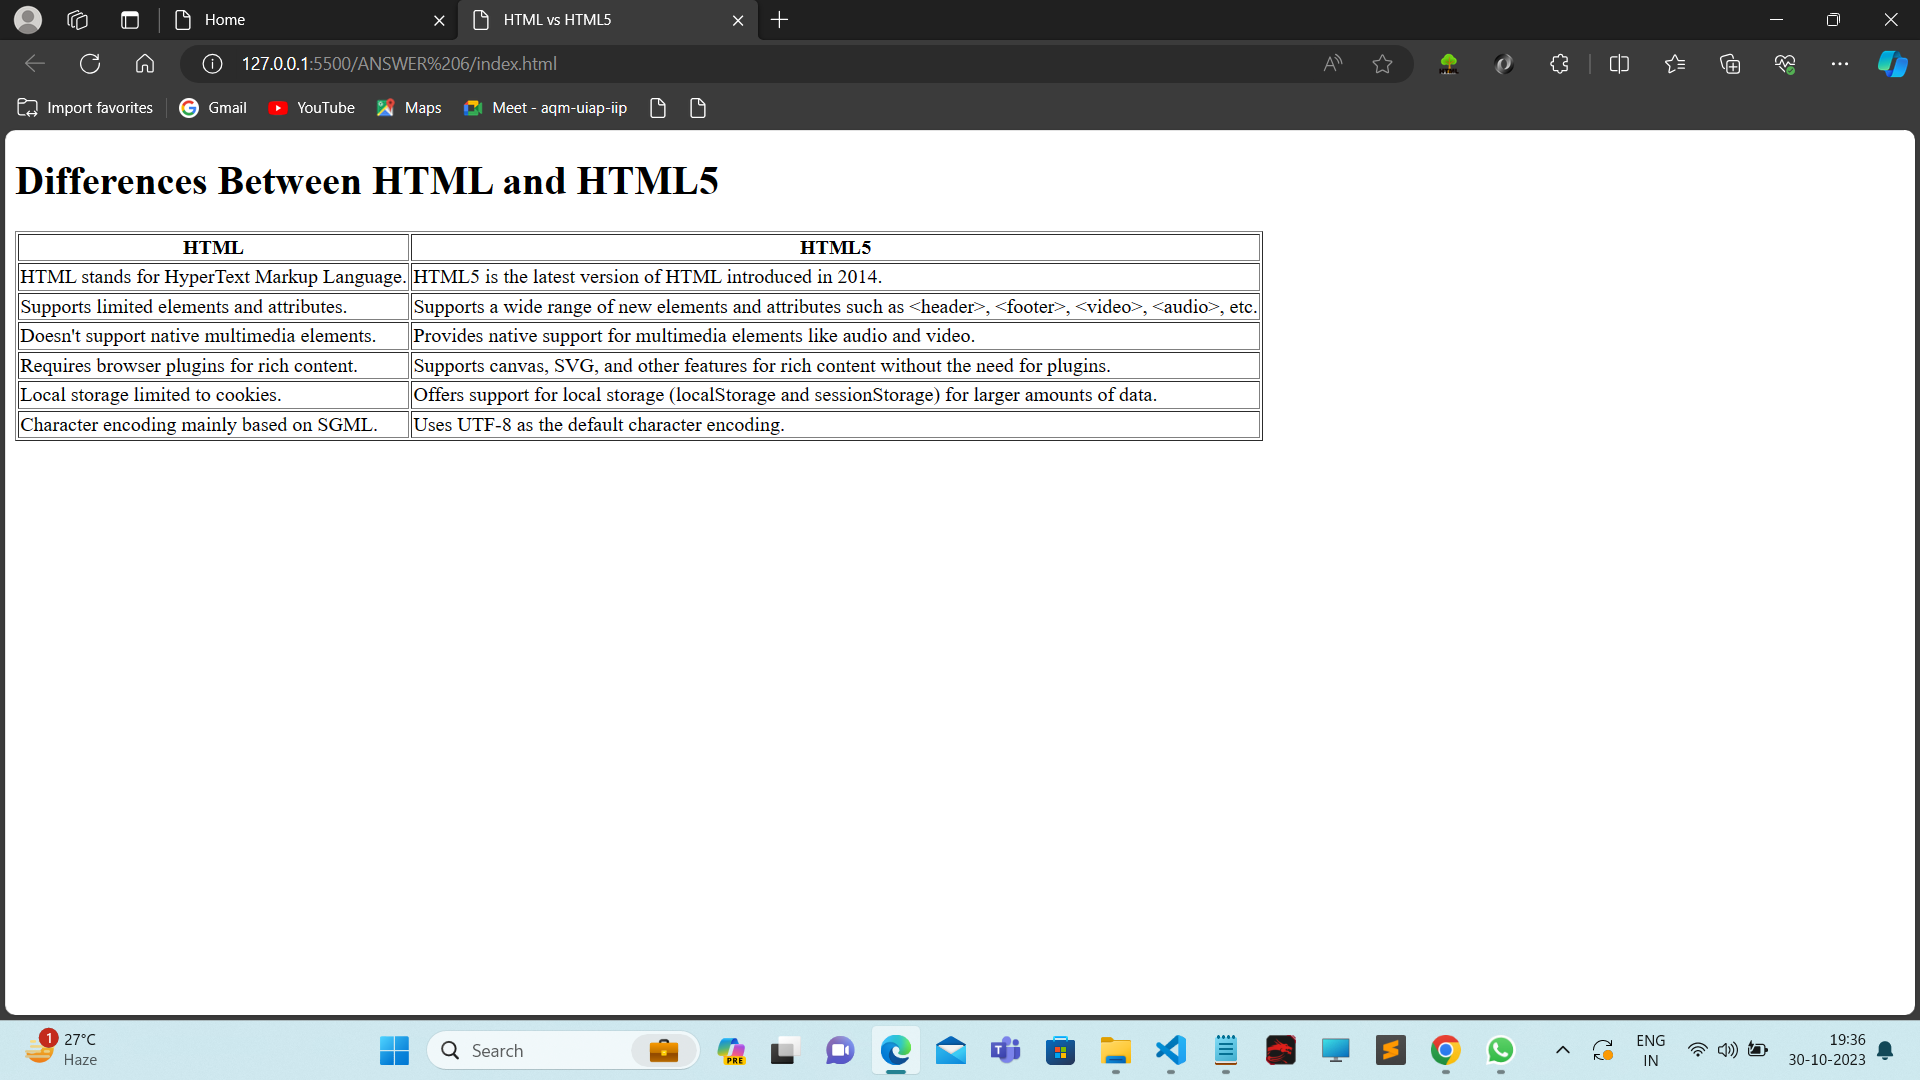 Home
HTML vs HTML5
127.0.0.1:5500/ANSWER%206/index.html
Import favorites
Gmail
YouTube
Maps
Meet - aqm-uiap-iip
Differences Between HTML and HTML5
HTML HTML5
HTML stands for HyperText Markup Language. HTML5 is the latest version of HTML introduced in 2014.
Supports limited elements and attributes. Supports a wide range of new elements and attributes such as <header>, <footer>, <video>, <audio>, etc.
Doesn't support native multimedia elements. Provides native support for multimedia elements like audio and video.
Requires browser plugins for rich content. Supports canvas, SVG, and other features for rich content without the need for plugins.
Local storage limited to cookies. Offers support for local storage (localStorage and sessionStorage) for larger amounts of data.
Character encoding mainly based on SGML. Uses UTF-8 as the default character encoding.
1
27°C
Haze
Search
PRE
ENG
IN
19:36
30-10-2023